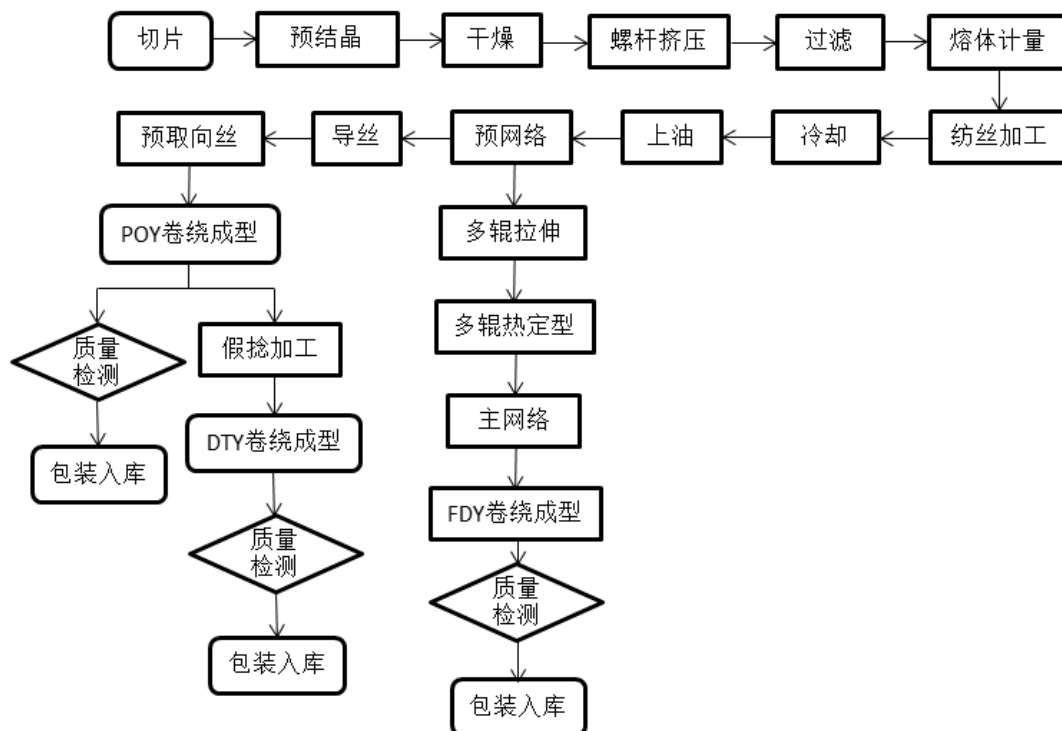 切片
预结晶
干燥
螺杆挤压
过滤
熔体计量
预取向丝
导丝
预网络
上油
冷却
纺丝加工
POY卷绕成型
多辊拉伸
质量
检测
假捻加工
多辊热定型
包装入库
DTY卷绕成型
主网络
质量
检测
FDY卷绕成型
包装入库
质量
检测
包装入库